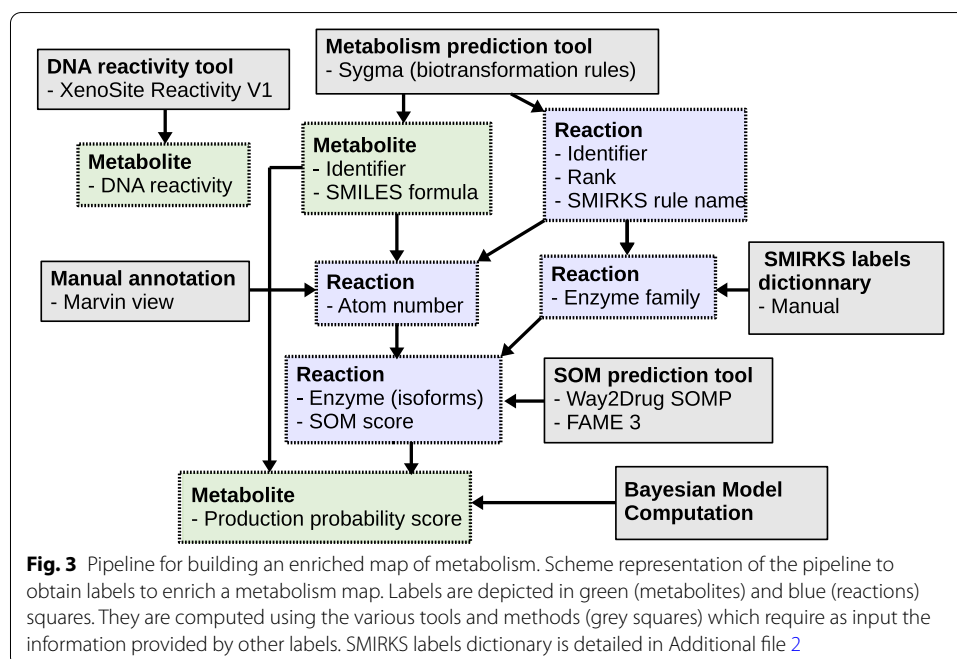 DNA reactivity tool
- XenoSite Reactivity V1
Metabolism prediction tool
- Sygma (biotransformation rules)
Metabolite
- DNA reactivity
Metabolite
- Identifier
- SMILES formula
Reaction
- Identifier
- Rank
- SMIRKS rule name
Manual annotation
- Marvin view
Reaction
- Atom number
Reaction
- Enzyme family
SMIRKS labels
dictionnary
- Manual
Reaction
- Enzyme (isoforms)
- SOM score
SOM prediction tool
- Way2Drug SOMP
- FAME 3
Metabolite
- Production probability score
Bayesian Model
Computation
Fig. 3 Pipeline for building an enriched map of metabolism. Scheme representation of the pipeline to
obtain labels to enrich a metabolism map. Labels are depicted in green (metabolites) and blue (reactions)
squares. They are computed using the various tools and methods (grey squares) which require as input the
information provided by other labels. SMIRKS labels dictionary is detailed in Additional file 2